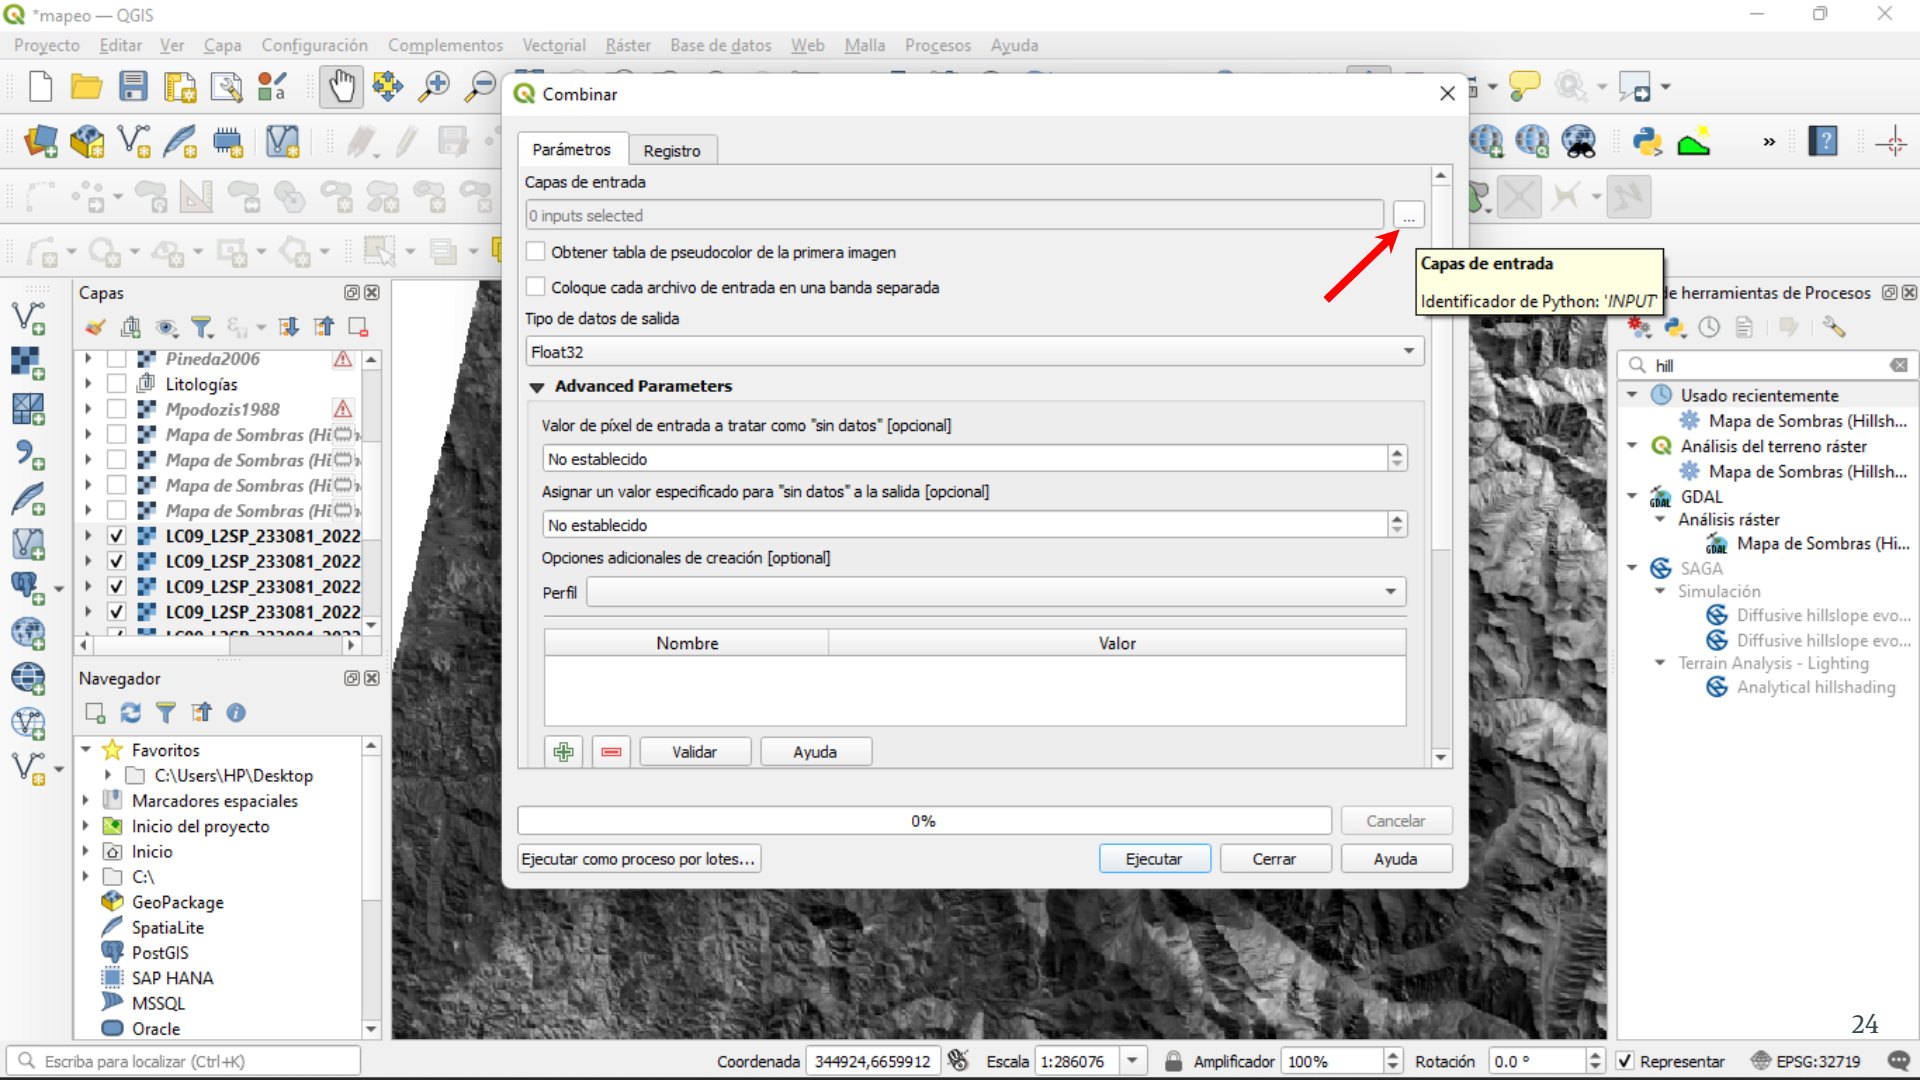 *mapeo — QGIS
Proyecto Editar Ver Capa Configuración Complementos Vectorial Ráster Base de datos Web Malla Procesos Ayuda
Combinar
Parámetros
Registro
Capas de entrada
0 inputs selected
...
Obtener tabla de pseudocolor de la primera imagen
Coloque cada archivo de entrada en una banda separada
Capas de entrada
Identificador de Python: 'INPUT'
Tipo de datos de salida
Float32
Advanced Parameters
Valor de píxel de entrada a tratar como "sin datos" [opcional]
No establecido
Asignar un valor especificado para "sin datos" a la salida [opcional]
No establecido
Opciones adicionales de creación [optional]
Perfil
Nombre Valor
Validar
Ayuda
0%
Cancelar
Ejecutar como proceso por lotes...
Ejecutar
Cerrar
Ayuda
Capas
Pineda2006
Litologías
Mpodozis1988
Mapa de Sombras (Hi
Mapa de Sombras (Hi
Mapa de Sombras (Hi
Mapa de Sombras (Hi
LC09_L2SP_233081_2022
LC09_L2SP_233081_2022
LC09_L2SP_233081_2022
LC09_L2SP_233081_2022
Navegador
Favoritos
C:\Users\HP\Desktop
Marcadores espaciales
Inicio del proyecto
Inicio
C:\
GeoPackage
SpatiaLite
PostGIS
SAP HANA
MSSQL
Oracle
de herramientas de Procesos
hill
Usado recientemente
Mapa de Sombras (Hillsh...
Análisis del terreno ráster
Mapa de Sombras (Hillsh...
GDAL
Análisis ráster
Mapa de Sombras (Hi...
SAGA
Simulación
Diffusive hillslope evo...
Diffusive hillslope evo...
Terrain Analysis - Lighting
Analytical hillshading
24
Escriba para localizar (Ctrl+K)
Coordenada 344924,6659912 Escala 1:286076 Amplificador 100% Rotación 0.0 ° Representar EPSG:32719